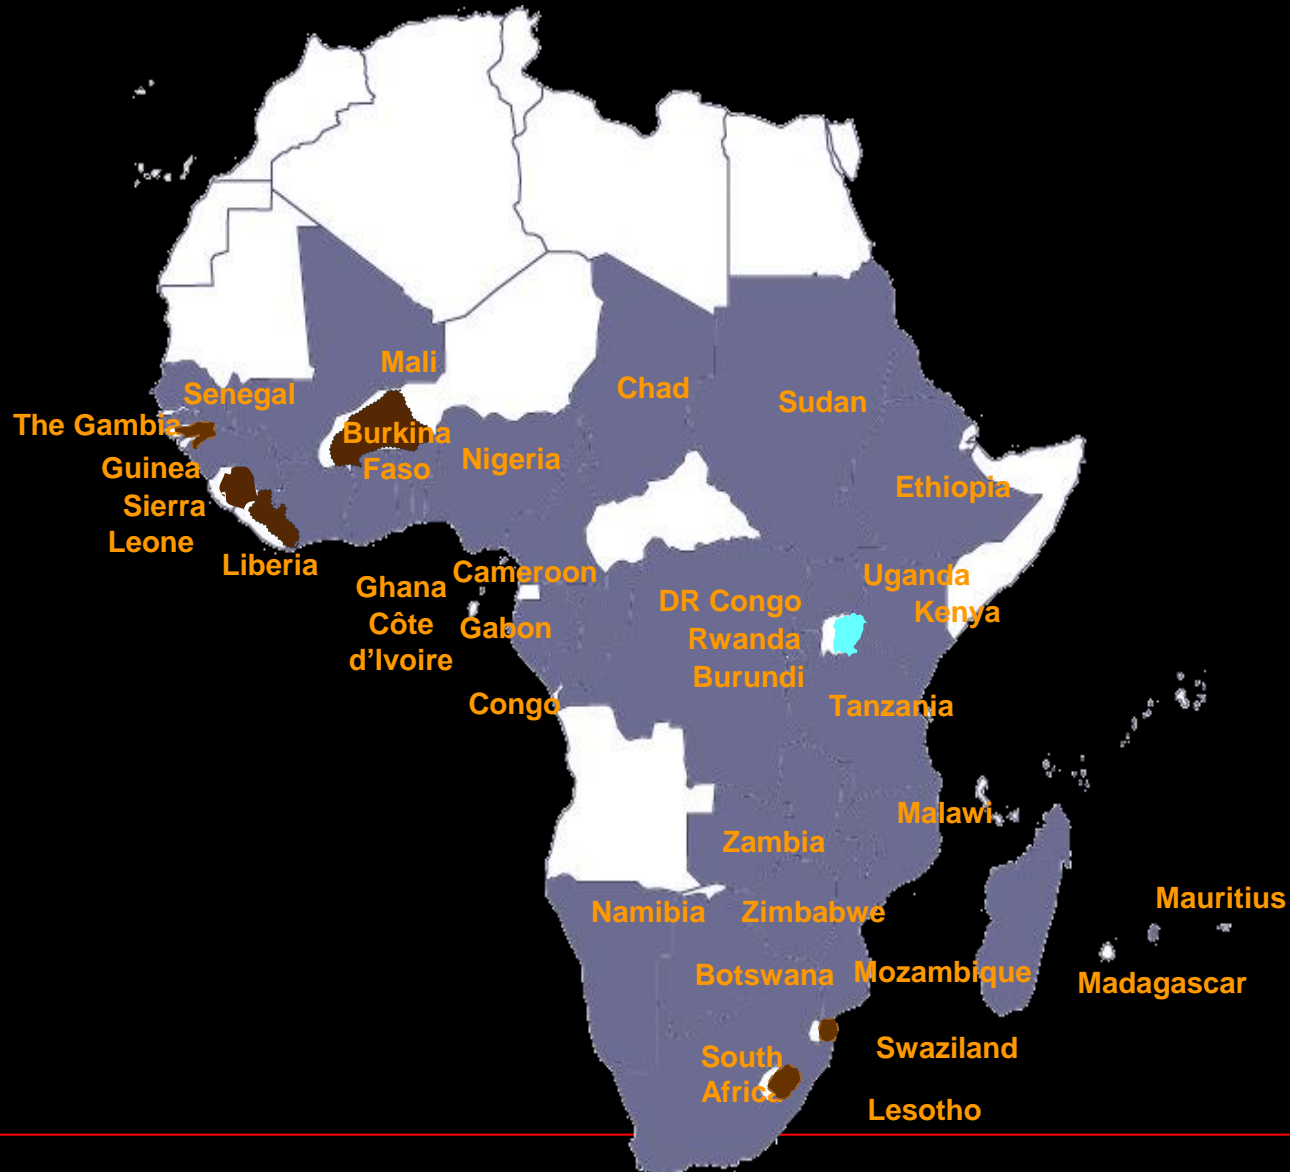 Mali
Senegal
Chad
Sudan
The Gambia
Burkina
Faso
Nigeria
Guinea
Sierra
Leone
Ethiopia
Liberia
Ghana
Côte
d'Ivoire
Cameroon
Gabon
Congo
DR Congo
Rwanda
Burundi
Uganda
Kenya
Tanzania
Malawi
Zambia
Namibia
Zimbabwe
Mauritius
Botswana
Mozambique
Madagascar
South
Africa
Swaziland
Lesotho